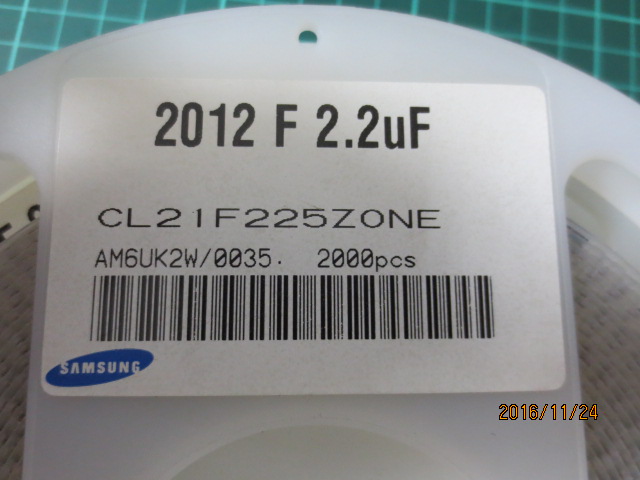 2012 F 2.2uF
CL21F225ZONE
AM6UK2W/0035. 2000pcs
SAMSUNG
2016/11/24